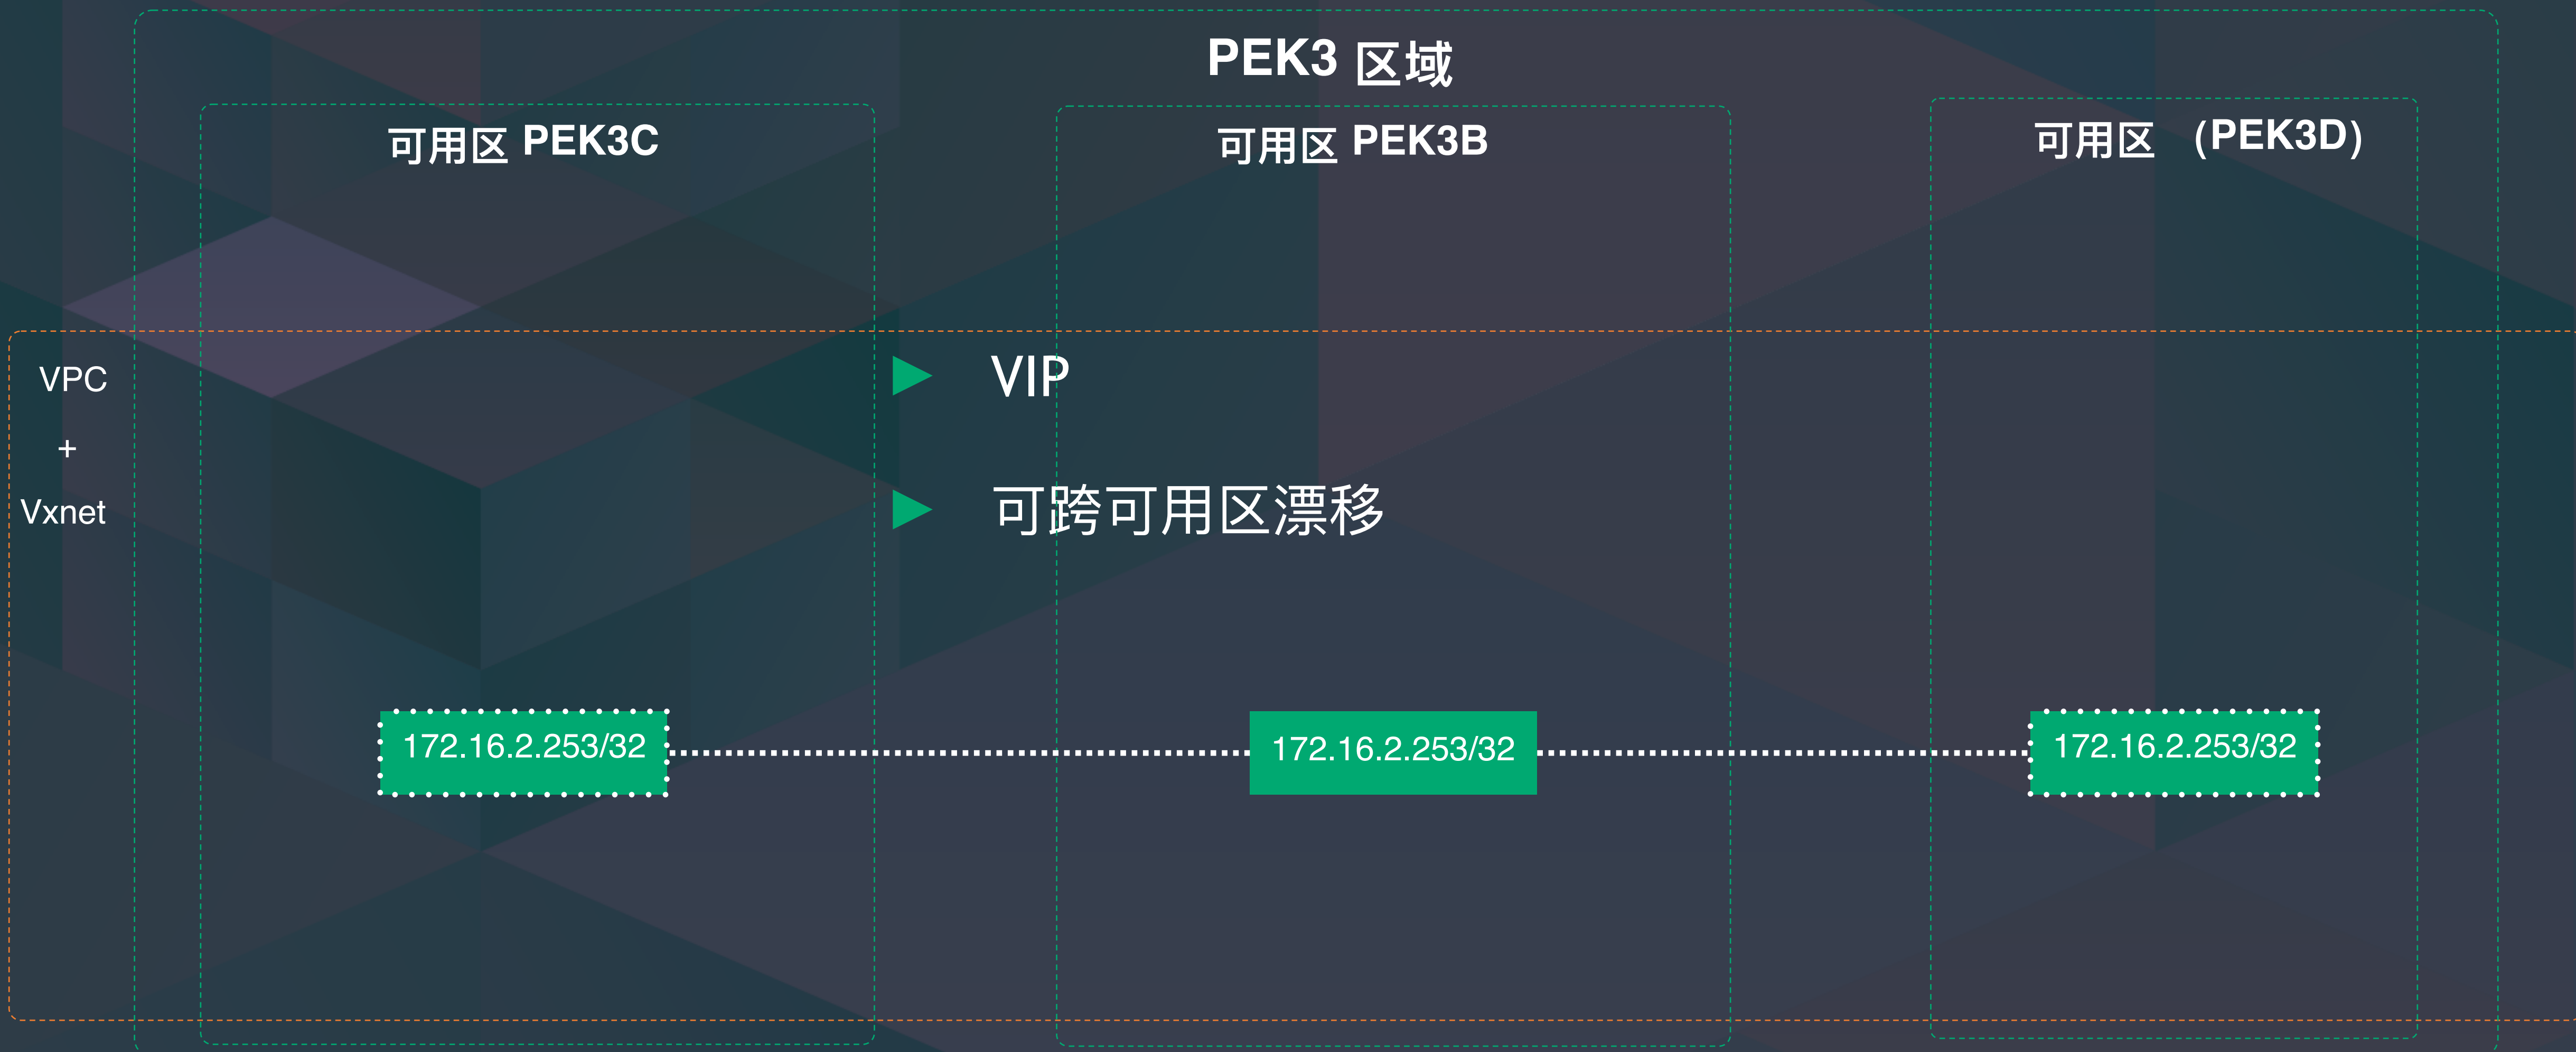 PEK3 区域
可用区 PEK3C
可用区 PEK3B
可用区 (PEK3D)
VPC
+
Vxnet
VIP
可跨可用区漂移
172.16.2.253/32
172.16.2.253/32
172.16.2.253/32